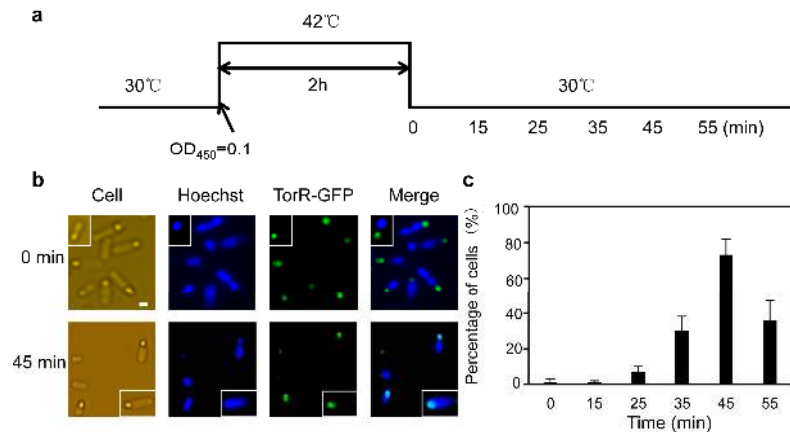 a
42℃
30℃
2h
30℃
0 15 25 35 45 55 (min)
OD450=0.1
b
Cell Hoechst TorR-GFP Merge
0 min
45 min
c
Percentage of cells (%)
100
80
60
40
20
0
0 15 25 35 45 55
Time (min)